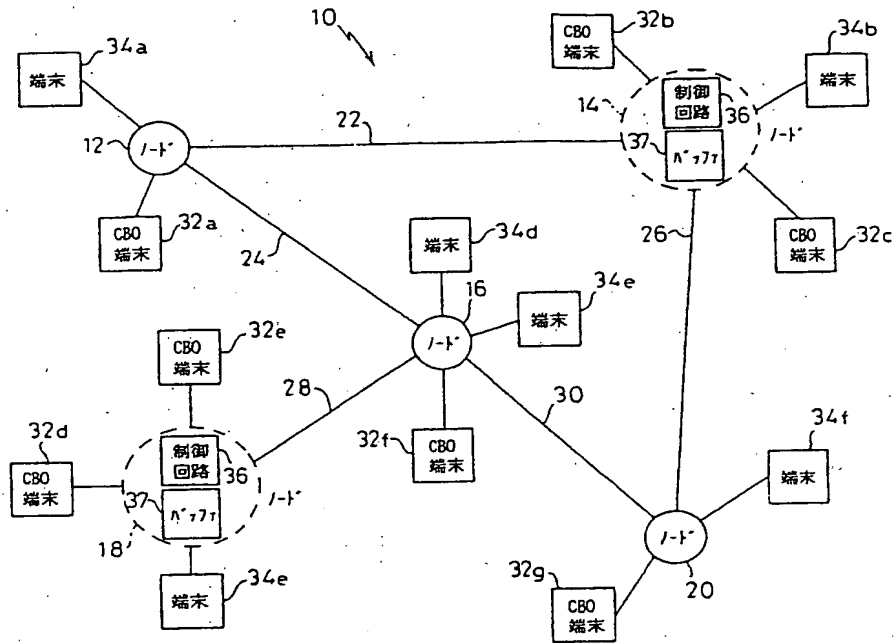 10
34a
端末
12
ノード
CBO
端末
32a
22
24
CBO
端末
32b
34b
端末
14
制御
回路
36
37
バッファ
ノード
26
CBO
端末
32c
端末
34d
16
ノード
端末
34e
CBO
端末
32e
28
30
32f
CBO
端末
32d
CBO
端末
制御
回路
36
37
バッファ
ノード
18
端末
34e
34f
端末
ノード
20
32g
CBO
端末